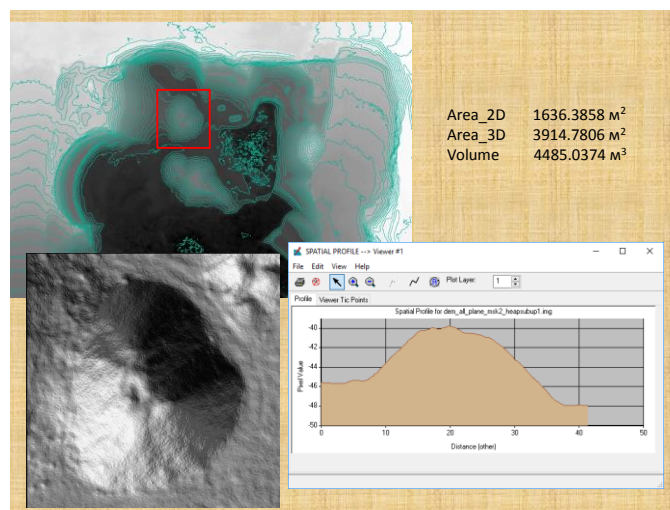 Area_2D 1636.3858 м²
Area_3D 3914.7806 м²
Volume 4485.0374 м³
SPATIAL PROFILE --> Viewer #1
File Edit View Help
Plot Layer: 1
Profile Viewer Tic Points
Spatial Profile for dem_all_plane_msk2_heapsubup1.img
Pixel Value
-40
-42
-44
-46
-48
-50
0 10 20 30 40 50
Distance (other)